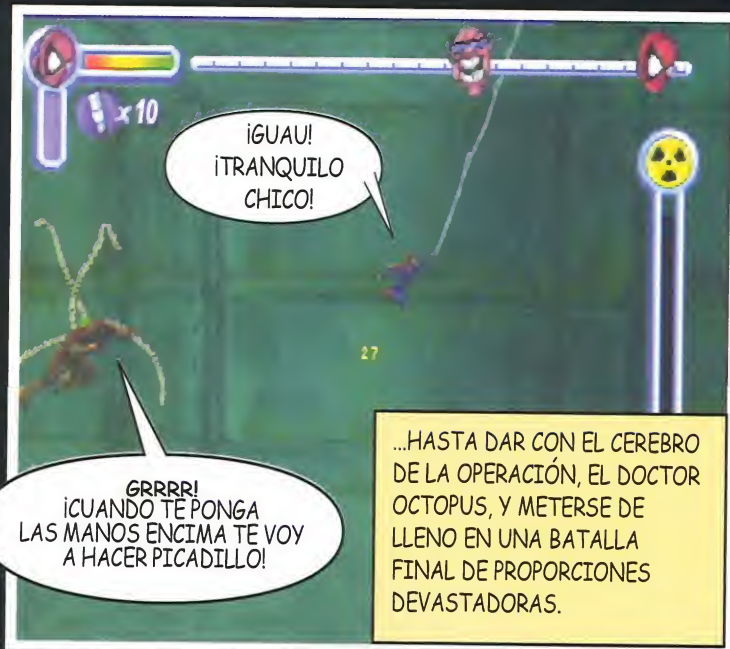 x 10
¡GUAU!
¡TRANQUILO
CHICO!
27
GRRRR!
¡CUANDO TE PONGA
LAS MANOS ENCIMA TE VOY
A HACER PICADILLO!
...HASTA DAR CON EL CEREBRO
DE LA OPERACIÓN, EL DOCTOR
OCTOPUS, Y METERSE DE
LLENO EN UNA BATALLA
FINAL DE PROPORCIONES
DEVASTADORAS.